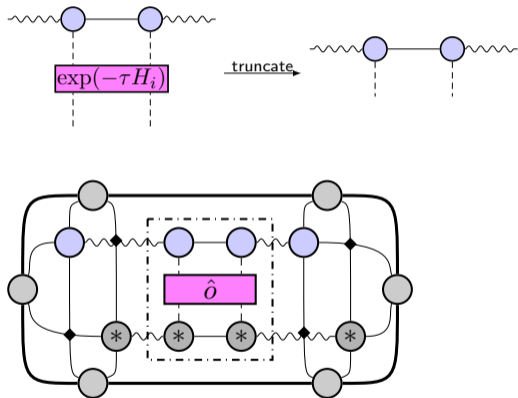 exp(−τH_i)
truncate
ô
* * * *